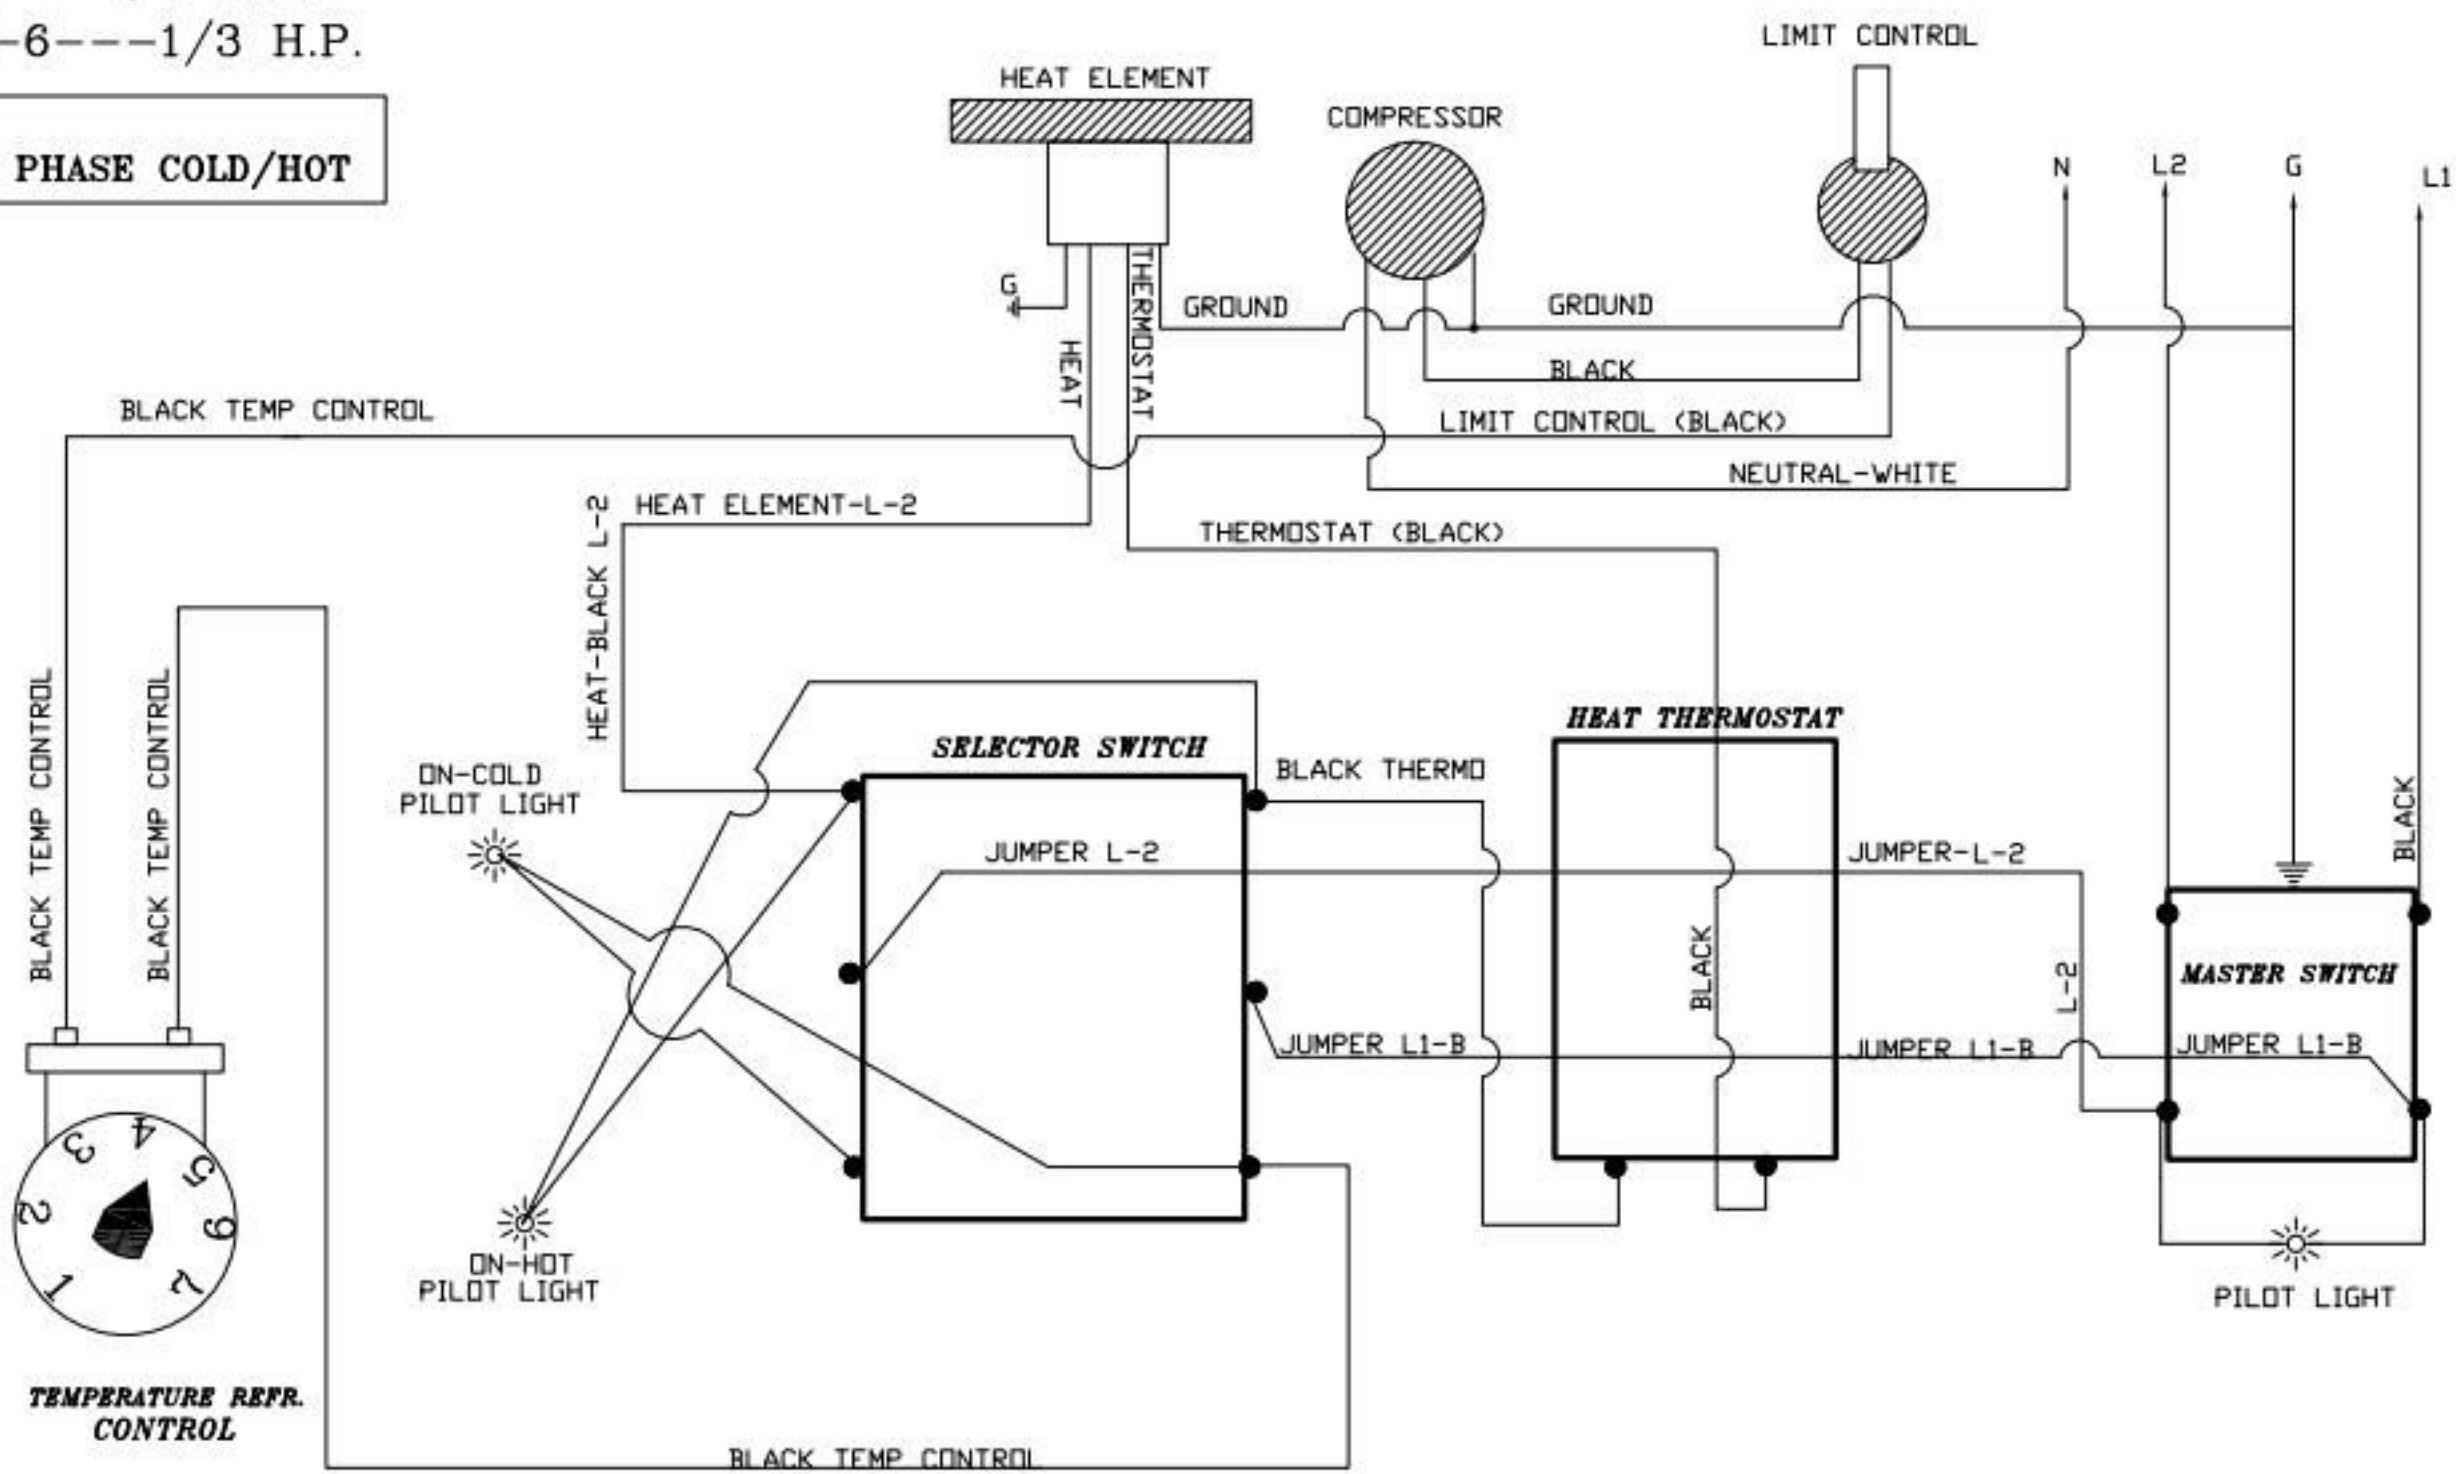 -6---1/3 H.P.
PHASE COLD/HOT
HEAT ELEMENT
COMPRESSOR
LIMIT CONTROL
N
L2
G
L1
G
HEAT
THERMOSTAT
GROUND
GROUND
BLACK
LIMIT CONTROL (BLACK)
NEUTRAL-WHITE
BLACK TEMP CONTROL
HEAT ELEMENT-L-2
HEAT-BLACK L-2
THERMOSTAT (BLACK)
BLACK TEMP CONTROL
BLACK TEMP CONTROL
ON-COLD
PILOT LIGHT
SELECTOR SWITCH
BLACK THERMO
HEAT THERMOSTAT
JUMPER L-2
JUMPER-L-2
BLACK
BLACK
L-2
MASTER SWITCH
JUMPER L1-B
JUMPER L1-B
JUMPER L1-B
1
2
3
4
5
6
7
ON-HOT
PILOT LIGHT
PILOT LIGHT
TEMPERATURE REFR.
CONTROL
BLACK TEMP CONTROL